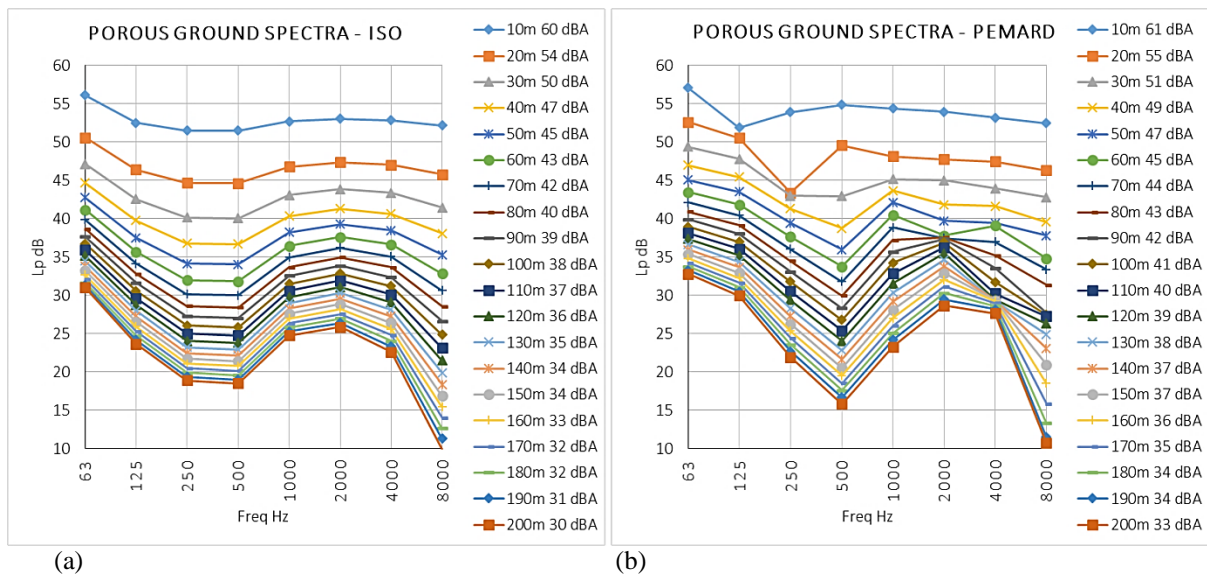 POROUS GROUND SPECTRA - ISO
60
55
50
45
40
35
30
25
20
15
10
Lp dB
63
125
250
500
1000
2000
4000
8000
Freq Hz
10m 60 dBA
20m 54 dBA
30m 50 dBA
40m 47 dBA
50m 45 dBA
60m 43 dBA
70m 42 dBA
80m 40 dBA
90m 39 dBA
100m 38 dBA
110m 37 dBA
120m 36 dBA
130m 35 dBA
140m 34 dBA
150m 34 dBA
160m 33 dBA
170m 32 dBA
180m 32 dBA
190m 31 dBA
200m 30 dBA
(a)
POROUS GROUND SPECTRA - PEMARD
60
55
50
45
40
35
30
25
20
15
10
Lp dB
63
125
250
500
1000
2000
4000
8000
Freq Hz
10m 61 dBA
20m 55 dBA
30m 51 dBA
40m 49 dBA
50m 47 dBA
60m 45 dBA
70m 44 dBA
80m 43 dBA
90m 42 dBA
100m 41 dBA
110m 40 dBA
120m 39 dBA
130m 38 dBA
140m 37 dBA
150m 37 dBA
160m 36 dBA
170m 35 dBA
180m 34 dBA
190m 34 dBA
200m 33 dBA
(b)